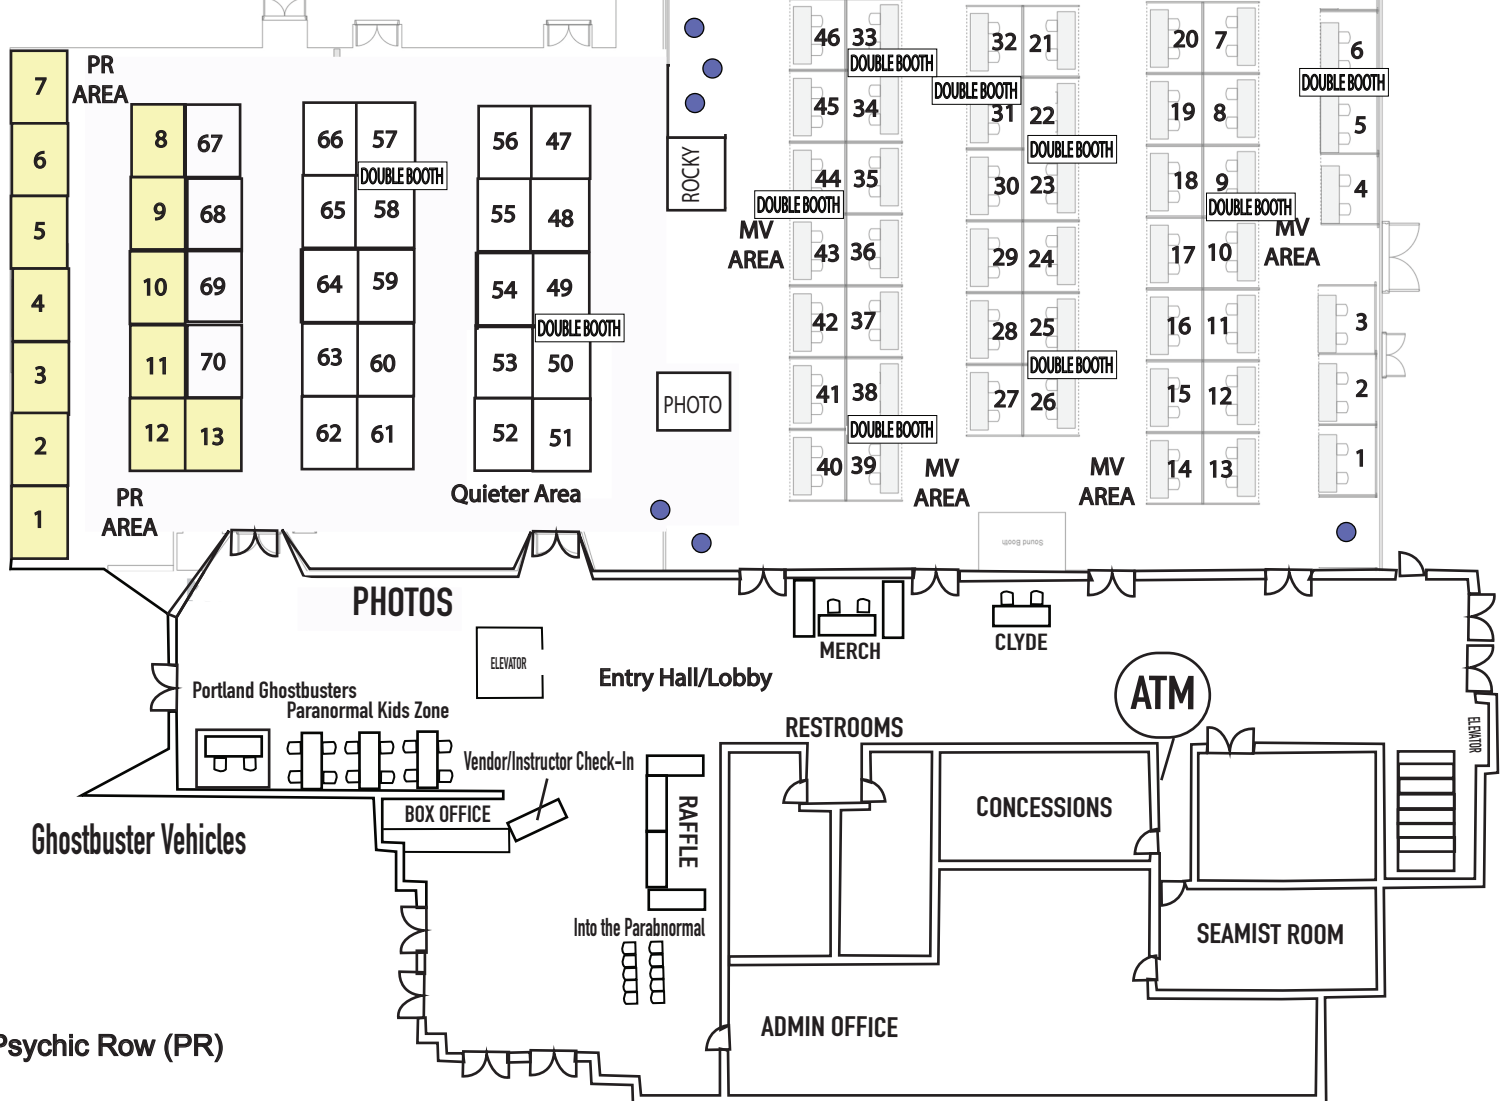 7
PR
AREA
6
5
4
3
2
1
8
67
9
68
10
69
11
70
12
13
PR
AREA
66
57
DOUBLE BOOTH
65
58
64
59
63
60
62
61
56
47
55
48
54
49
DOUBLE BOOTH
53
50
52
51
Quieter Area
ROCKY
PHOTO
MV
AREA
46
33
DOUBLE BOOTH
45
34
44
35
DOUBLE BOOTH
43
36
42
37
41
38
DOUBLE BOOTH
40
39
MV
AREA
32
21
DOUBLE BOOTH
31
22
DOUBLE BOOTH
30
23
29
24
28
25
DOUBLE BOOTH
27
26
MV
AREA
20
7
19
8
18
9
DOUBLE BOOTH
17
10
16
11
15
12
14
13
MV
AREA
6
DOUBLE BOOTH
5
4
3
2
1
Sound Booth
PHOTOS
ELEVATOR
Entry Hall/Lobby
MERCH
CLYDE
ATM
ELEVATOR
Portland Ghostbusters
Paranormal Kids Zone
Vendor/Instructor Check-In
BOX OFFICE
Ghostbuster Vehicles
RAFFLE
Into the Parabnormal
RESTROOMS
CONCESSIONS
SEAMIST ROOM
ADMIN OFFICE
Psychic Row (PR)